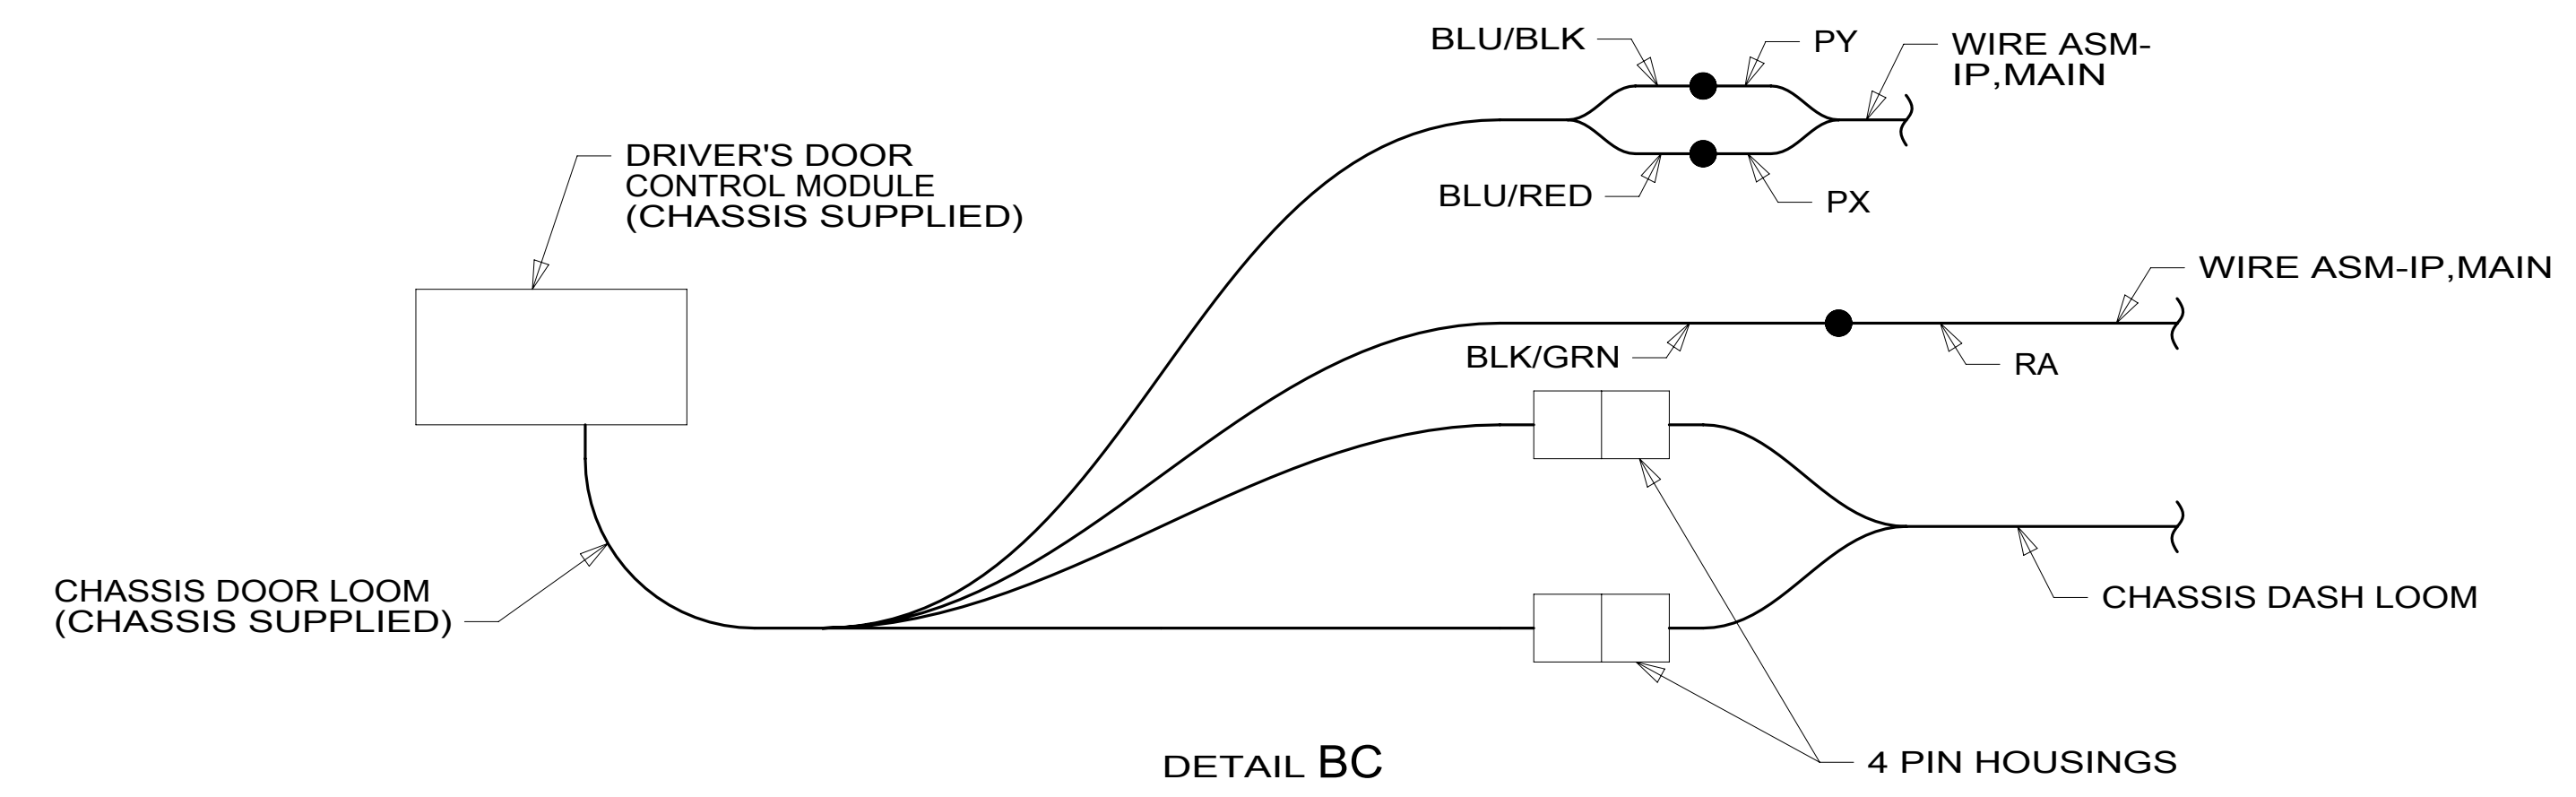 BLU/BLK
PY
WIRE ASM-
IP,MAIN
DRIVER'S DOOR
CONTROL MODULE
(CHASSIS SUPPLIED)
BLU/RED
PX
WIRE ASM-IP,MAIN
BLK/GRN
RA
CHASSIS DOOR LOOM
(CHASSIS SUPPLIED)
CHASSIS DASH LOOM
4 PIN HOUSINGS
DETAIL BC